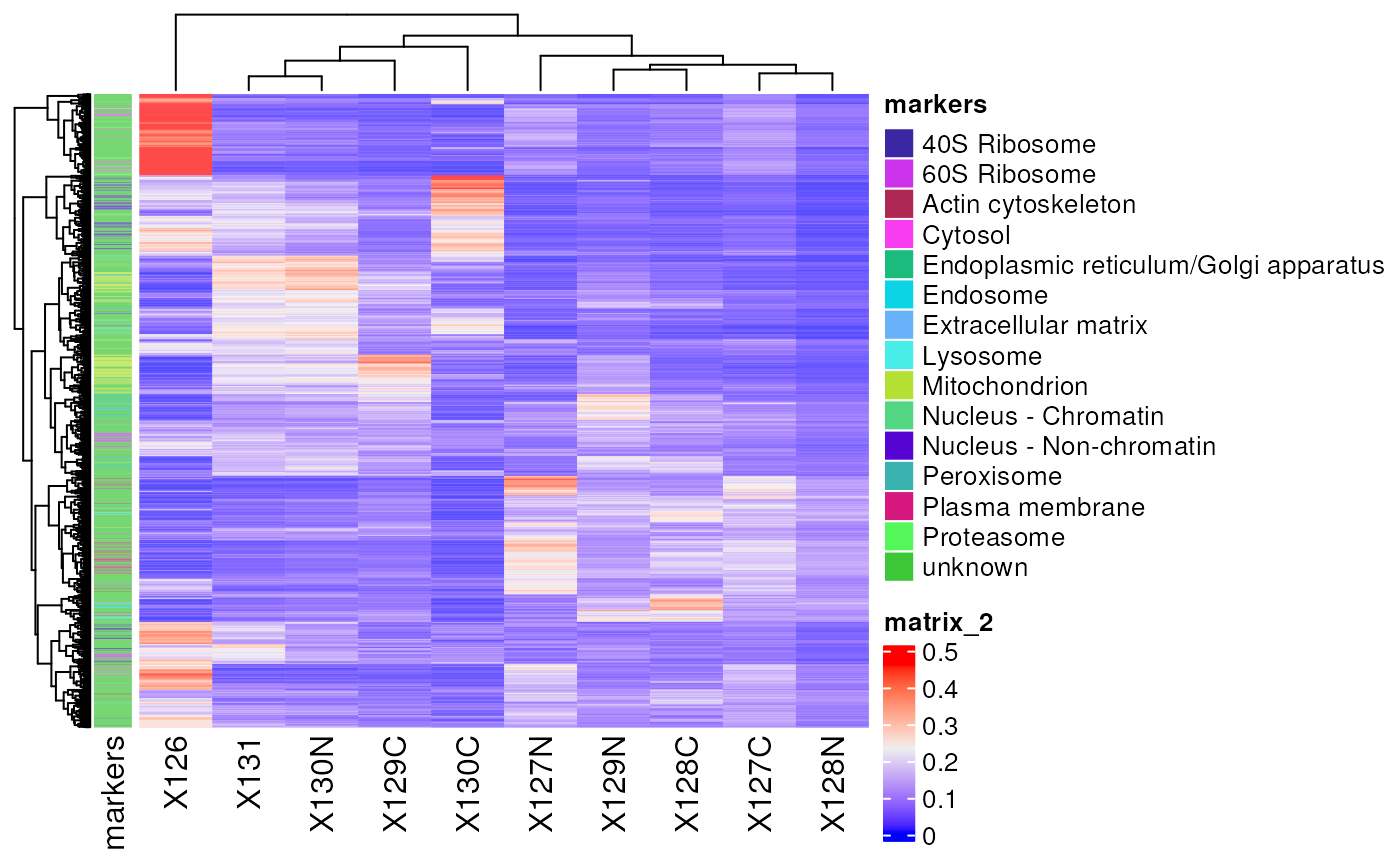 markers
40S Ribosome
60S Ribosome
Actin cytoskeleton
Cytosol
Endoplasmic reticulum/Golgi apparatus
Endosome
Extracellular matrix
Lysosome
Mitochondrion
Nucleus - Chromatin
Nucleus - Non-chromatin
Peroxisome
Plasma membrane
Proteasome
unknown
matrix_2
0.5
0.4
0.3
0.2
0.1
0
markers
X126
X131
X130N
X129C
X130C
X127N
X129N
X128C
X127C
X128N